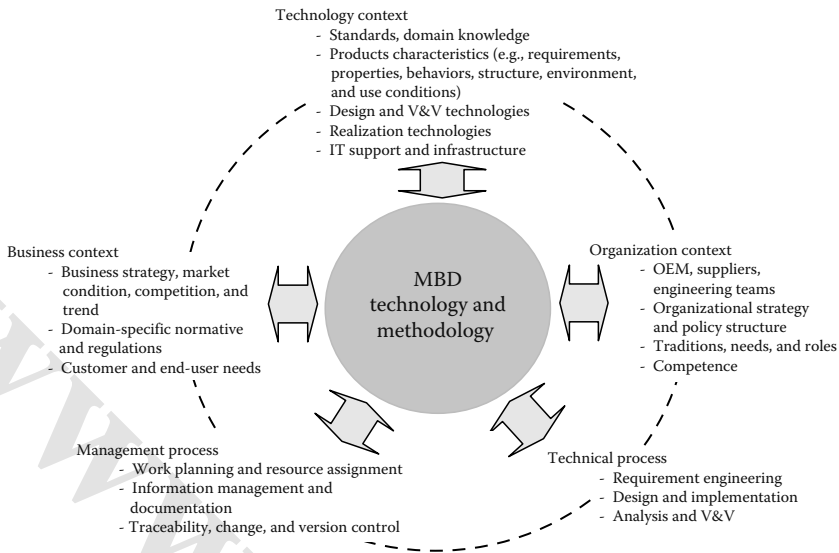 Technology context
- Standards, domain knowledge
- Products characteristics (e.g., requirements,
properties, behaviors, structure, environment,
and use conditions)
- Design and V&V technologies
- Realization technologies
- IT support and infrastructure
Business context
- Business strategy, market
condition, competition, and
trend
- Domain-specific normative
and regulations
- Customer and end-user needs
MBD
technology and
methodology
Organization context
- OEM, suppliers,
engineering teams
- Organizational strategy
and policy structure
- Traditions, needs, and roles
- Competence
Management process
- Work planning and resource assignment
- Information management and
documentation
- Traceability, change, and version control
Technical process
- Requirement engineering
- Design and implementation
- Analysis and V&V